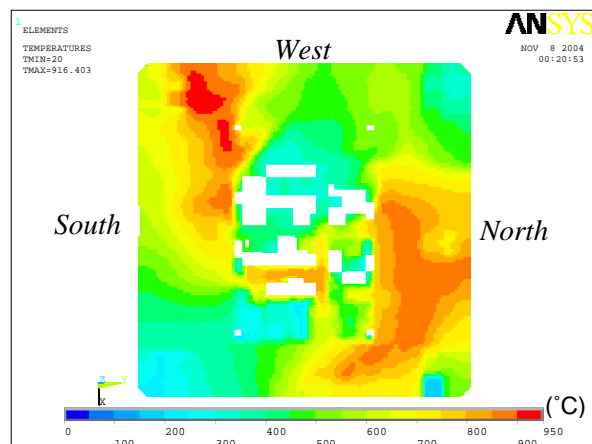 1
ELEMENTS
TEMPERATURES
TMIN=20
TMAX=916.403
ANSYS
NOV 8 2004
00:20:53
West
South
North
Z Y
X
(°C)
0 200 400 600 800 950
100 300 500 700 900